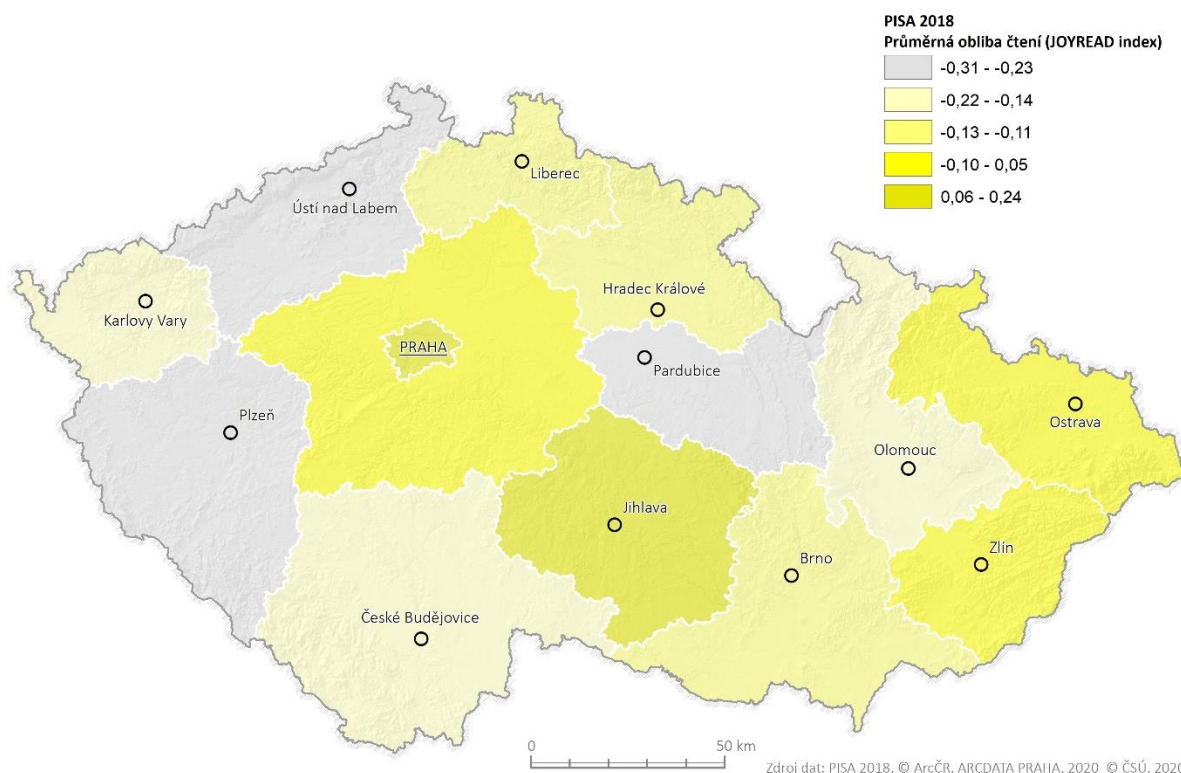 PISA 2018
Průměrná obliba čtení (JOYREAD index)
-0,31 - -0,23
-0,22 - -0,14
-0,13 - -0,11
-0,10 - 0,05
0,06 - 0,24
Liberec
Ústí nad Labem
Hradec Králové
Karlovy Vary
PRAHA
Pardubice
Plzeň
Ostrava
Olomouc
Jihlava
Brno
Zlín
České Budějovice
0 50 km
Zdroj dat: PISA 2018, © ArcČR, ARCDATA PRAHA, 2020 © ČSÚ, 2020